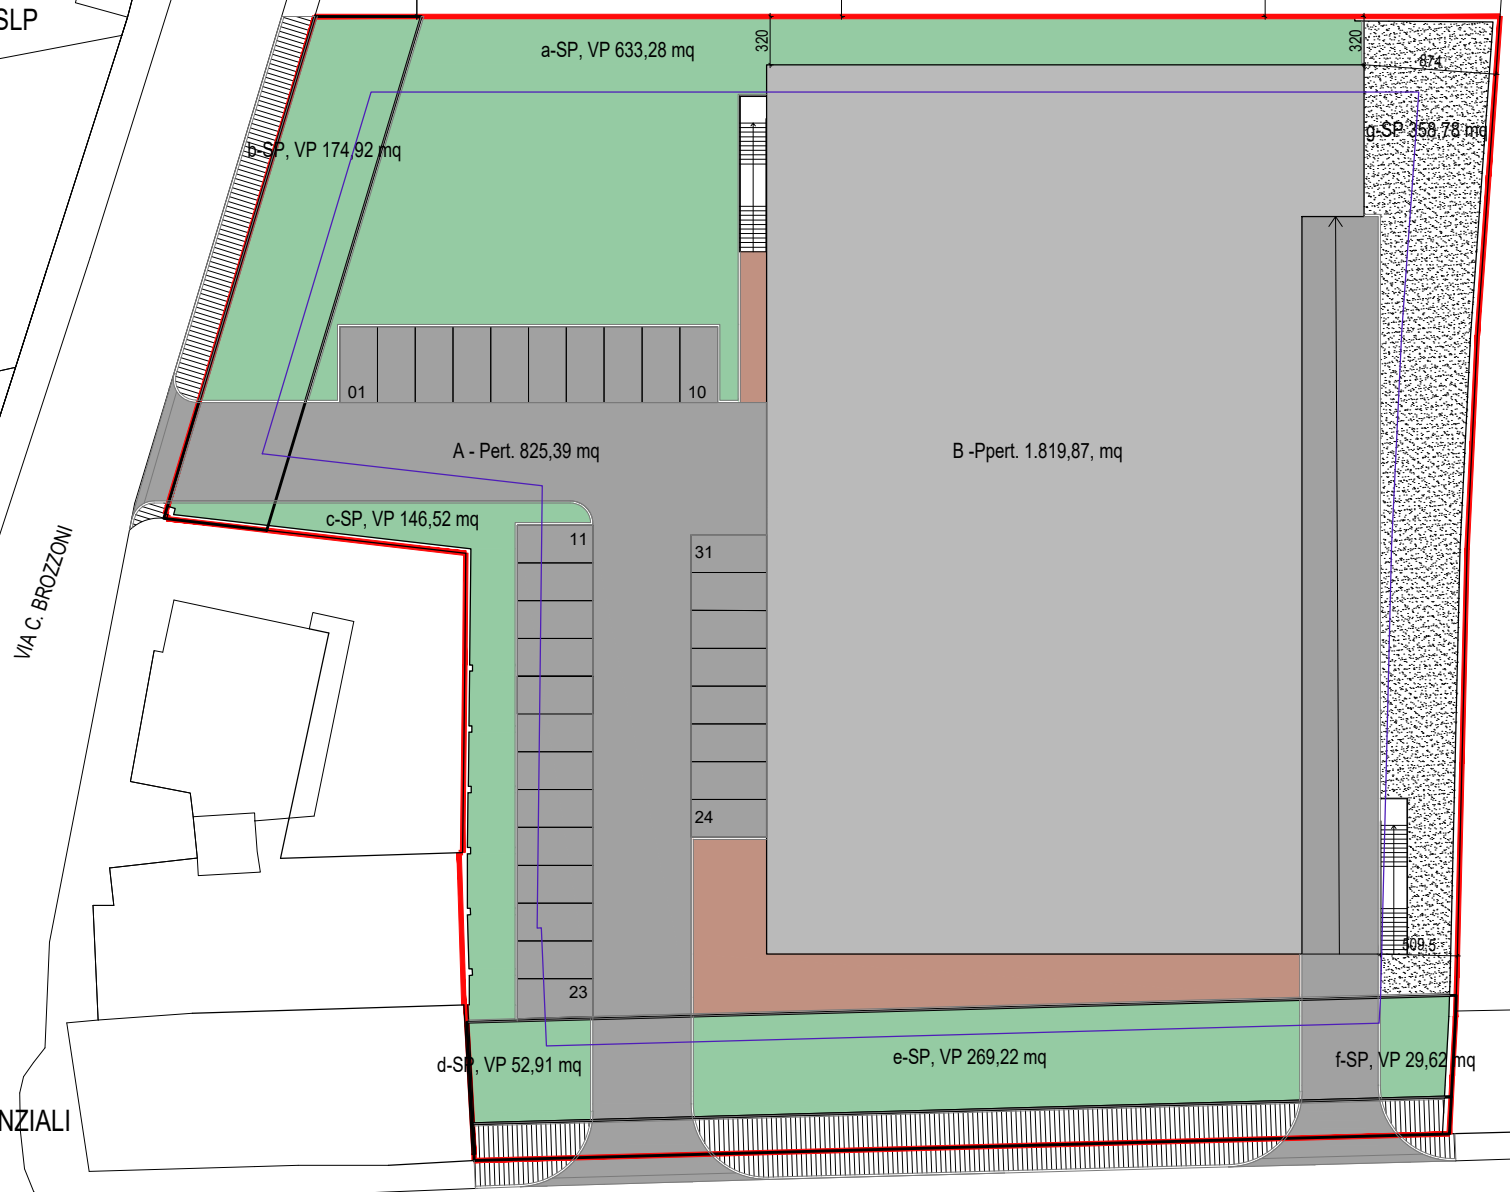 SLP
a-SP, VP 633,28 mq
320
320
874
g-SP 358,78 mq
b-SP, VP 174,92 mq
01
10
A - Pert. 825,39 mq
B -Ppert. 1.819,87, mq
c-SP, VP 146,52 mq
11
31
VIA C. BROZZONI
24
509,5
23
d-SP, VP 52,91 mq
e-SP, VP 269,22 mq
f-SP, VP 29,62 mq
NZIALI